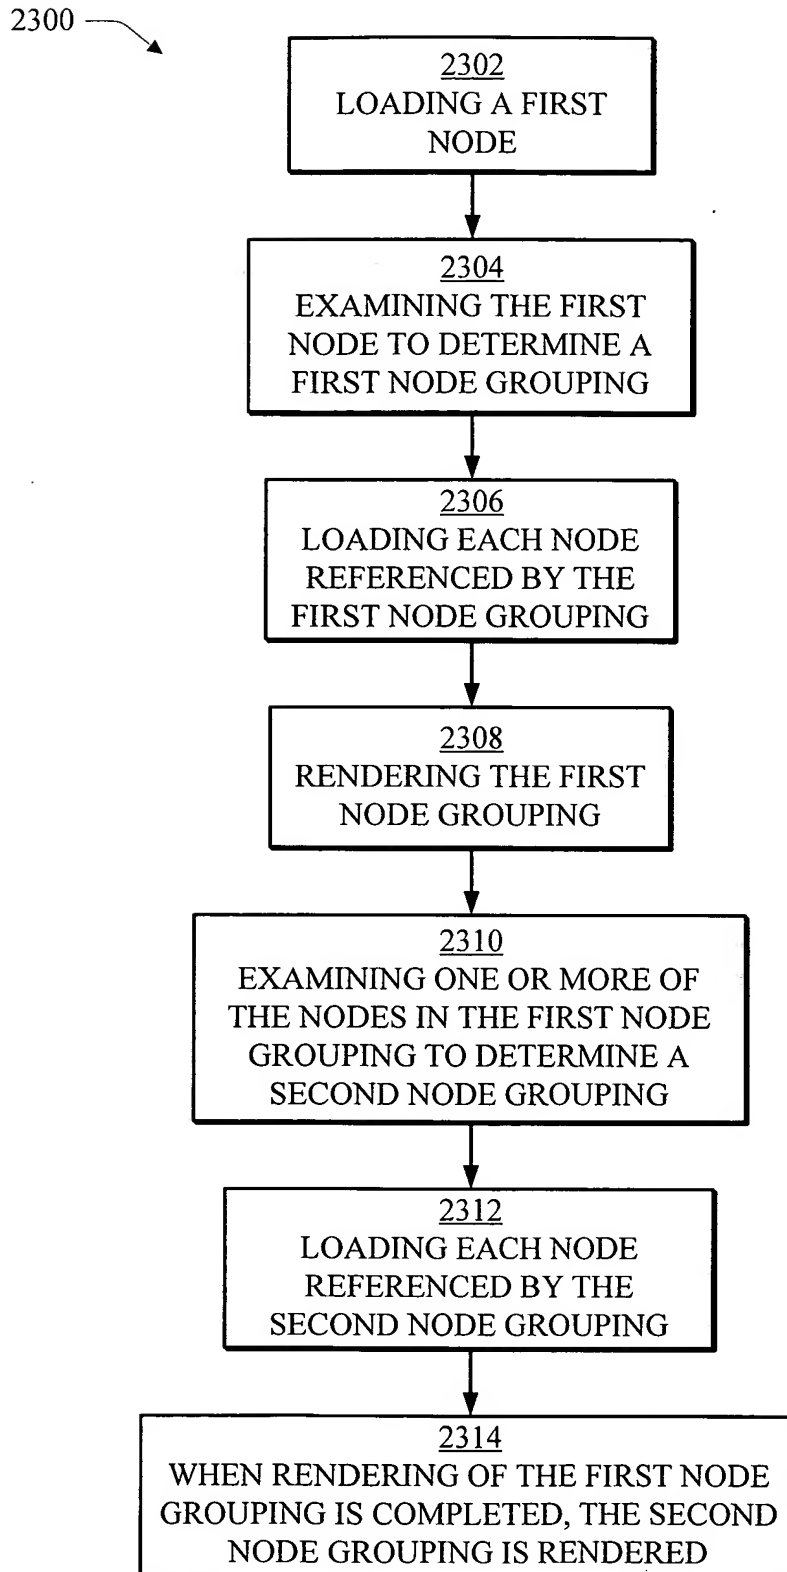 2300
2302
LOADING A FIRST
NODE
2304
EXAMINING THE FIRST
NODE TO DETERMINE A
FIRST NODE GROUPING
2306
LOADING EACH NODE
REFERENCED BY THE
FIRST NODE GROUPING
2308
RENDERING THE FIRST
NODE GROUPING
2310
EXAMINING ONE OR MORE OF
THE NODES IN THE FIRST NODE
GROUPING TO DETERMINE A
SECOND NODE GROUPING
2312
LOADING EACH NODE
REFERENCED BY THE
SECOND NODE GROUPING
2314
WHEN RENDERING OF THE FIRST NODE
GROUPING IS COMPLETED, THE SECOND
NODE GROUPING IS RENDERED